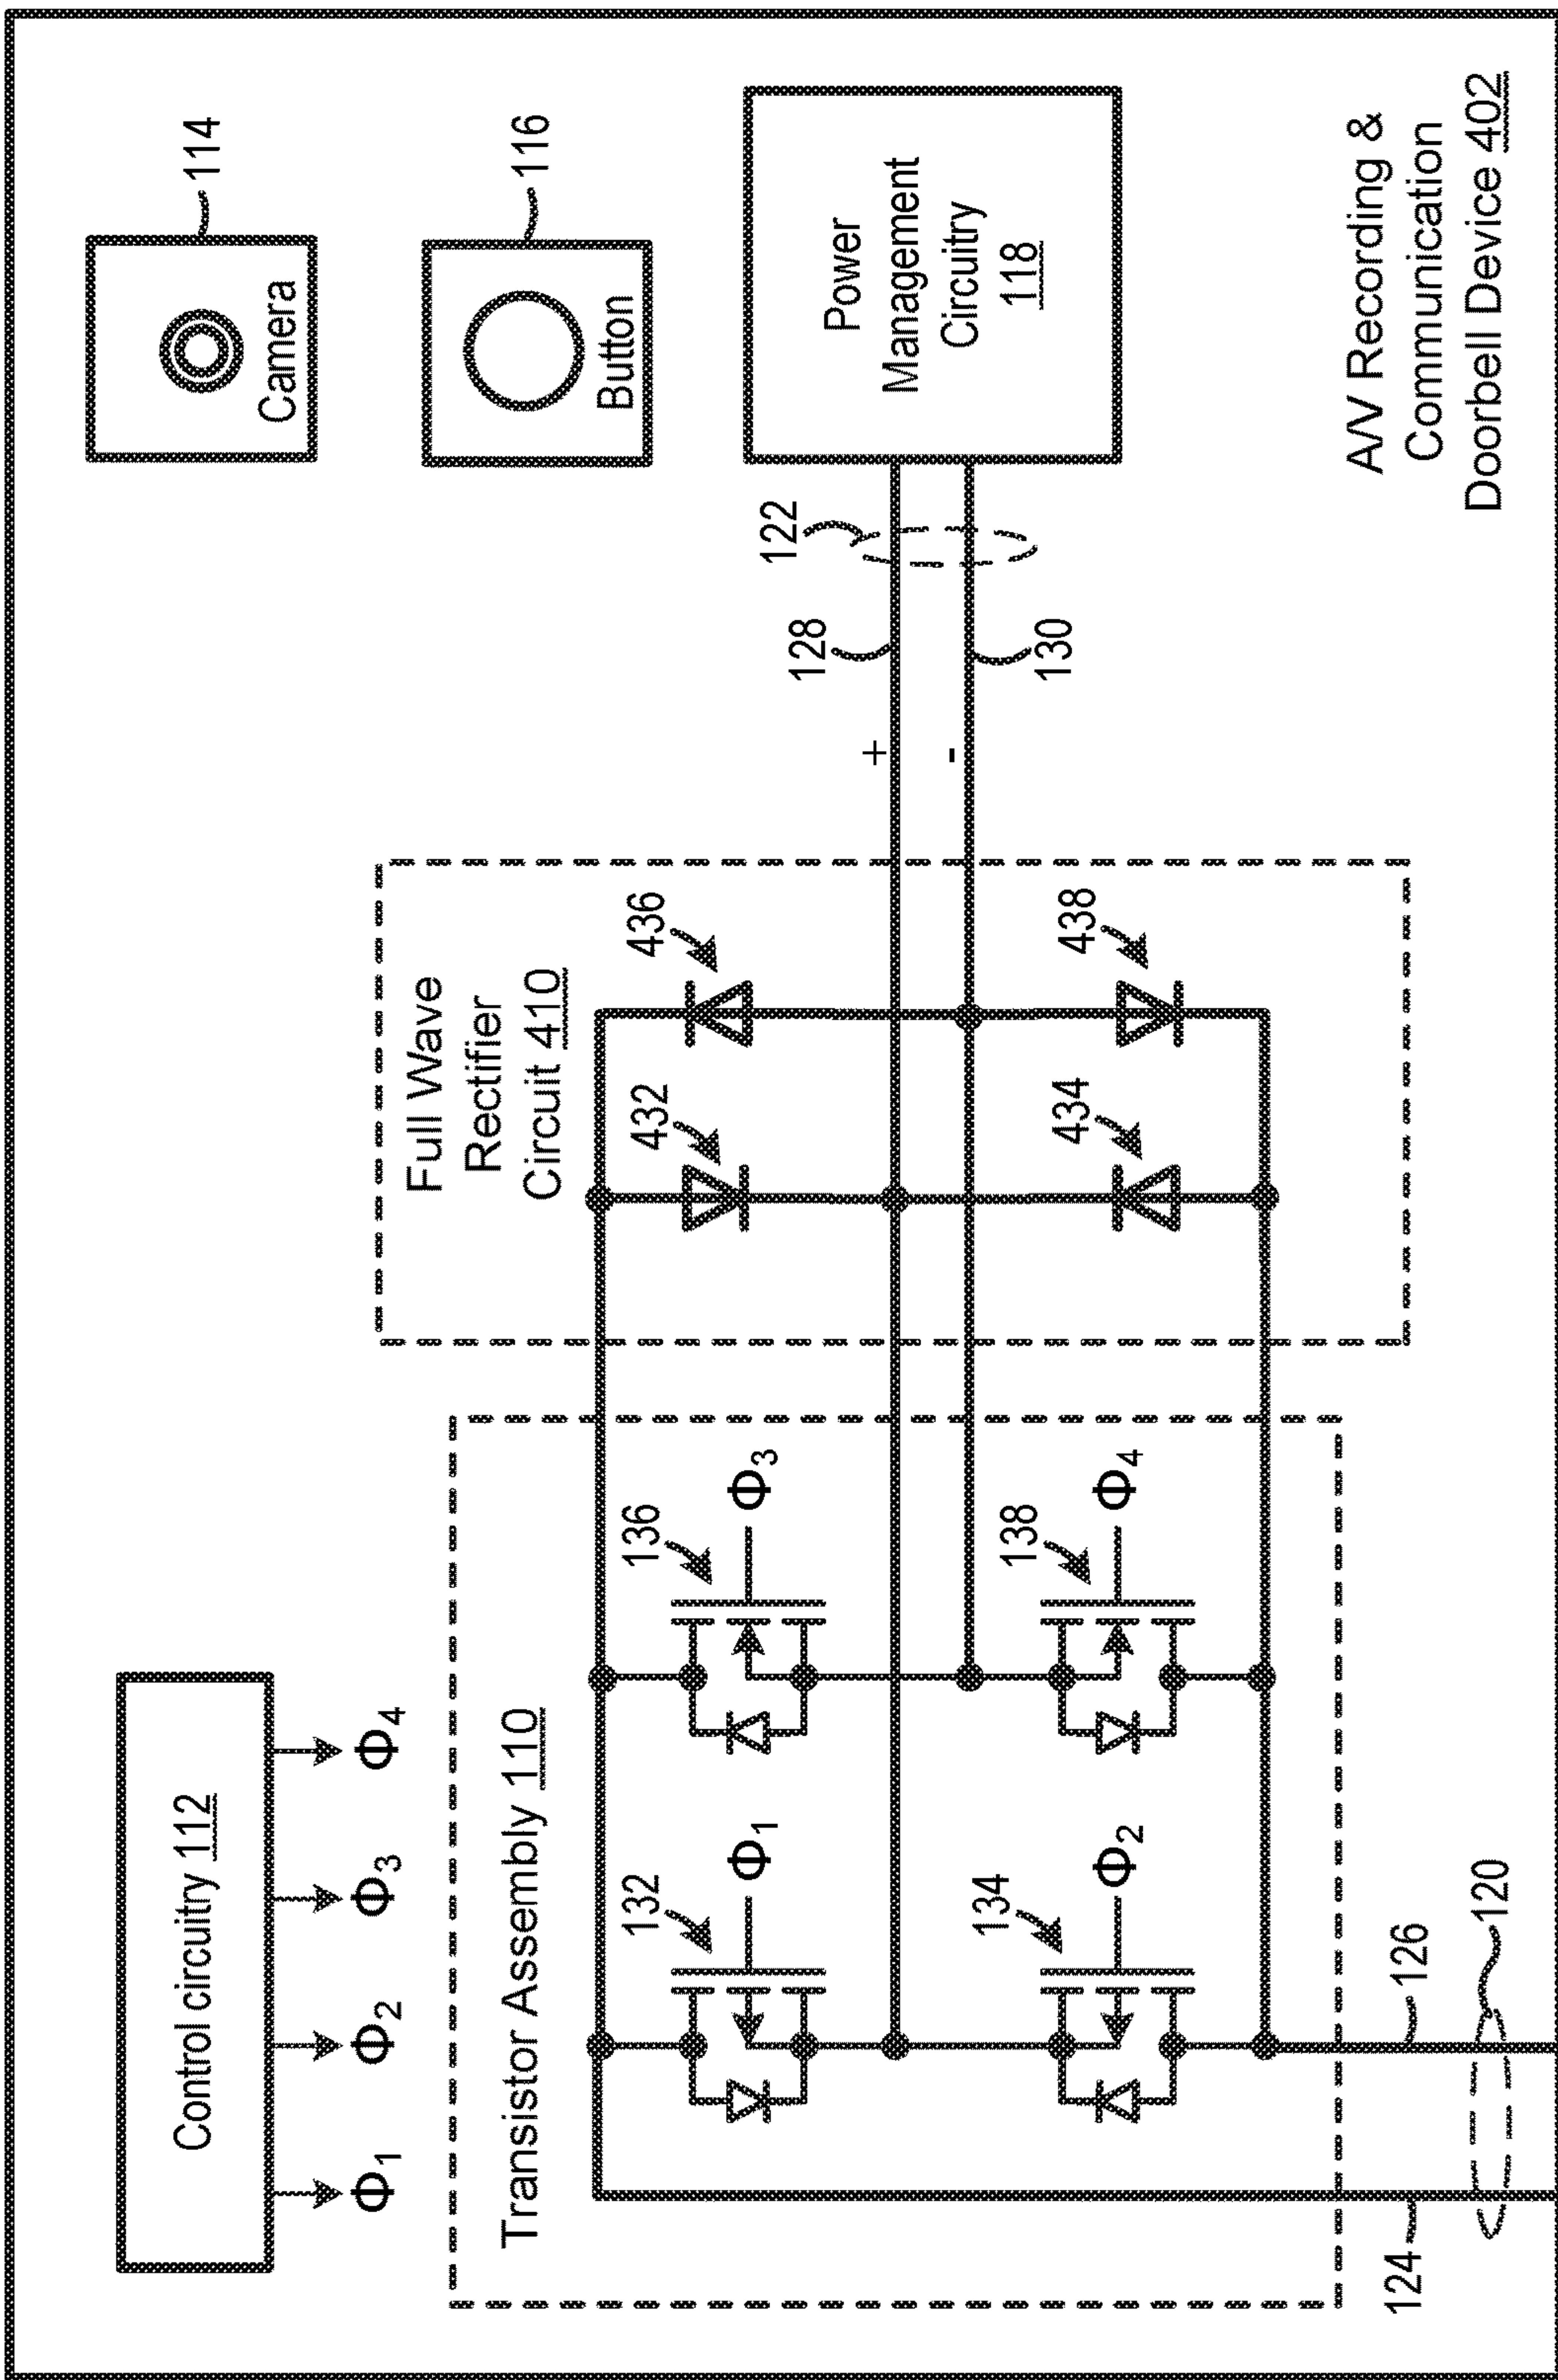 Control circuitry 112
Φ1
Φ2
Φ3
Φ4
114
Camera
116
Button
Transistor Assembly 110
Full Wave
Rectifier
Circuit 410
132
Φ1
136
Φ3
432
436
+
-
128
122
130
Power
Management
Circuitry
118
134
Φ2
138
Φ4
434
438
124
126
120
A/V Recording &
Communication
Doorbell Device 402